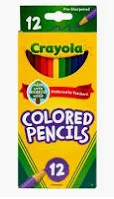 12
Pre-Sharpened
Crayola
COLORED
PENCILS
12